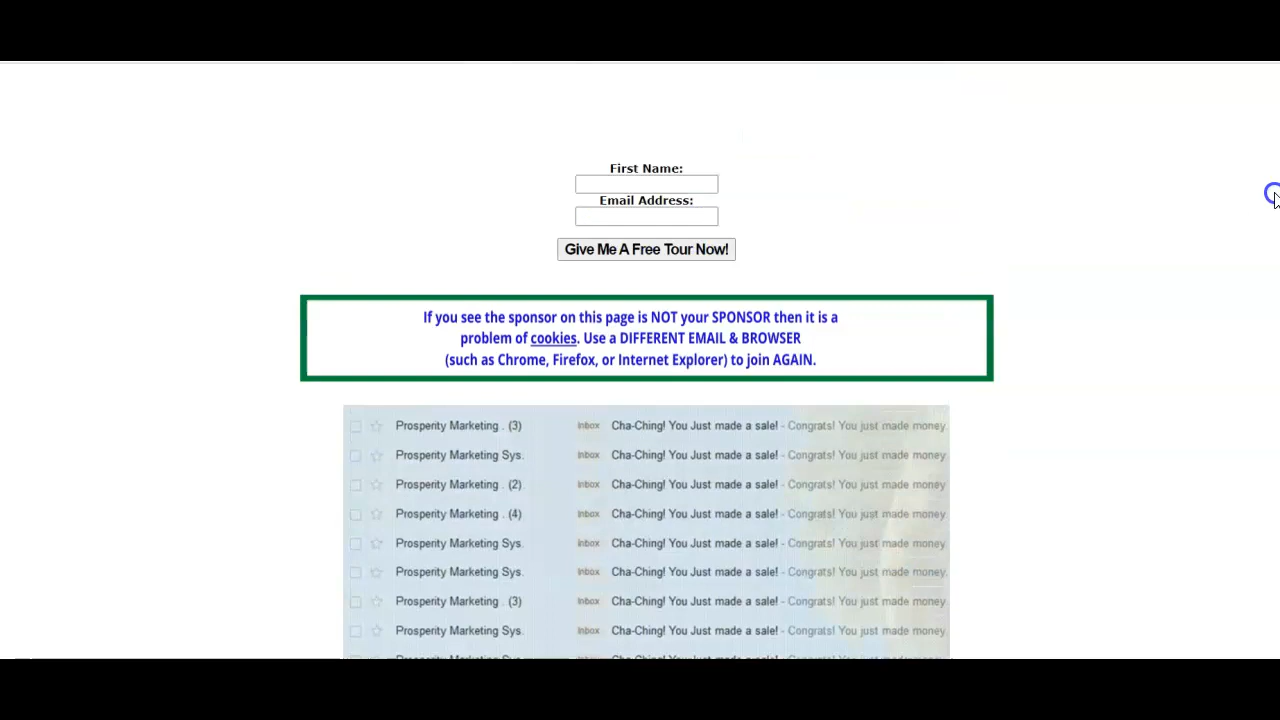 First Name:
Email Address:
Give Me A Free Tour Now!
If you see the sponsor on this page is NOT your SPONSOR then it is a
problem of cookies. Use a DIFFERENT EMAIL & BROWSER
(such as Chrome, Firefox, or Internet Explorer) to join AGAIN.
Prosperity Marketing . (3) Inbox Cha-Ching! You Just made a sale! - Congrats! You just made money.
Prosperity Marketing Sys. Inbox Cha-Ching! You Just made a sale! - Congrats! You just made money.
Prosperity Marketing . (2) Inbox Cha-Ching! You Just made a sale! - Congrats! You just made money.
Prosperity Marketing . (4) Inbox Cha-Ching! You Just made a sale! - Congrats! You just made money.
Prosperity Marketing Sys. Inbox Cha-Ching! You Just made a sale! - Congrats! You just made money.
Prosperity Marketing Sys. Inbox Cha-Ching! You Just made a sale! - Congrats! You just made money.
Prosperity Marketing . (3) Inbox Cha-Ching! You Just made a sale! - Congrats! You just made money.
Prosperity Marketing Sys. Inbox Cha-Ching! You Just made a sale! - Congrats! You just made money.